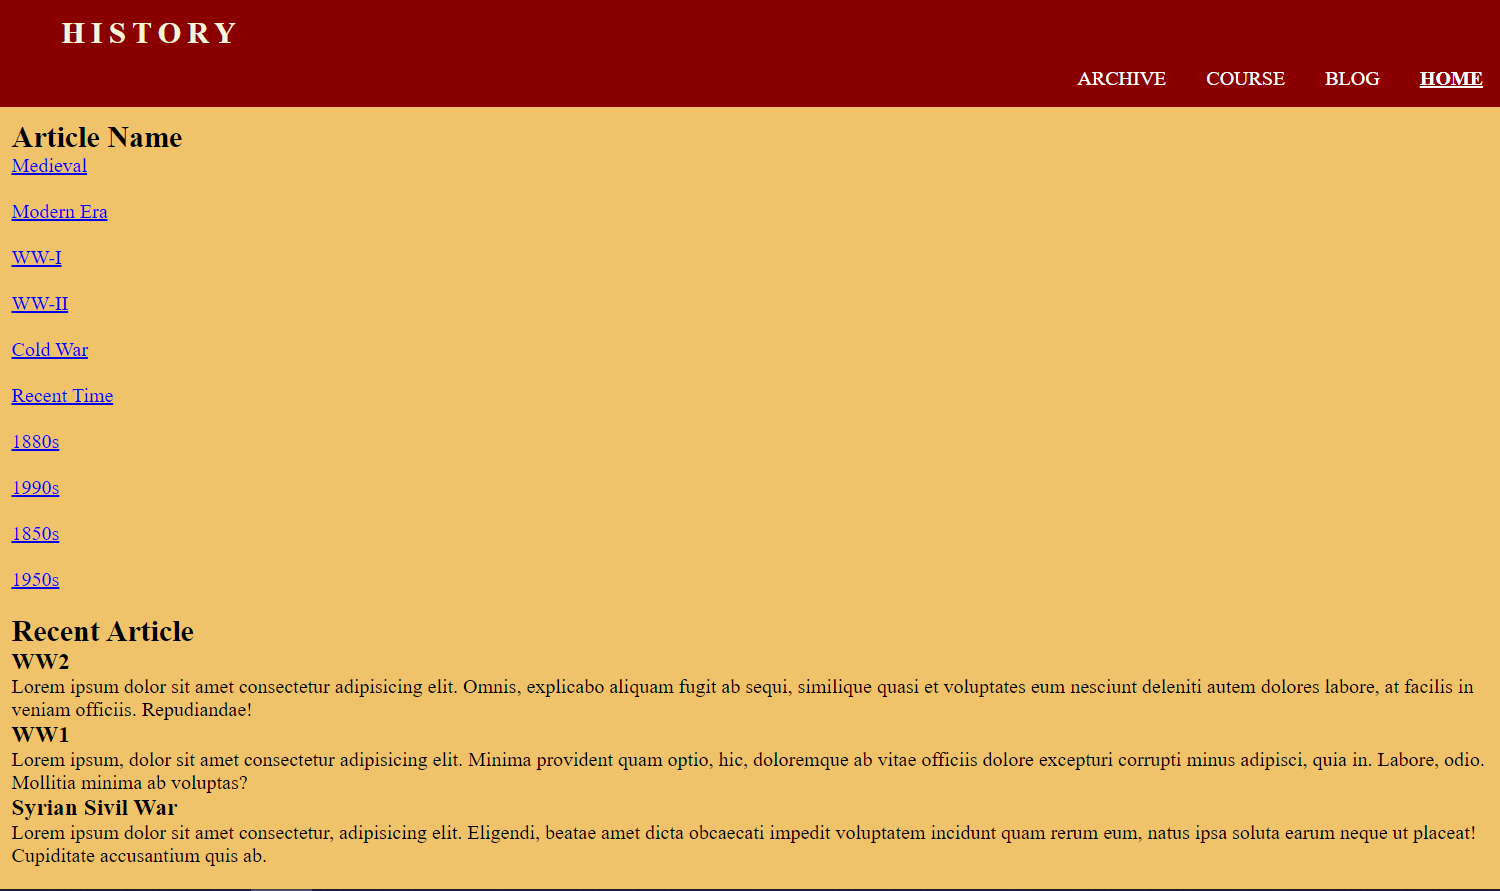 HISTORY
ARCHIVE COURSE BLOG HOME
Article Name
Medieval
Modern Era
WW-I
WW-II
Cold War
Recent Time
1880s
1990s
1850s
1950s
Recent Article
WW2
Lorem ipsum dolor sit amet consectetur adipisicing elit. Omnis, explicabo aliquam fugit ab sequi, similique quasi et voluptates eum nesciunt deleniti autem dolores labore, at facilis in
veniam officiis. Repudiandae!
WW1
Lorem ipsum, dolor sit amet consectetur adipisicing elit. Minima provident quam optio, hic, doloremque ab vitae officiis dolore excepturi corrupti minus adipisci, quia in. Labore, odio.
Mollitia minima ab voluptas?
Syrian Sivil War
Lorem ipsum dolor sit amet consectetur, adipisicing elit. Eligendi, beatae amet dicta obcaecati impedit voluptatem incidunt quam rerum eum, natus ipsa soluta earum neque ut placeat!
Cupiditate accusantium quis ab.